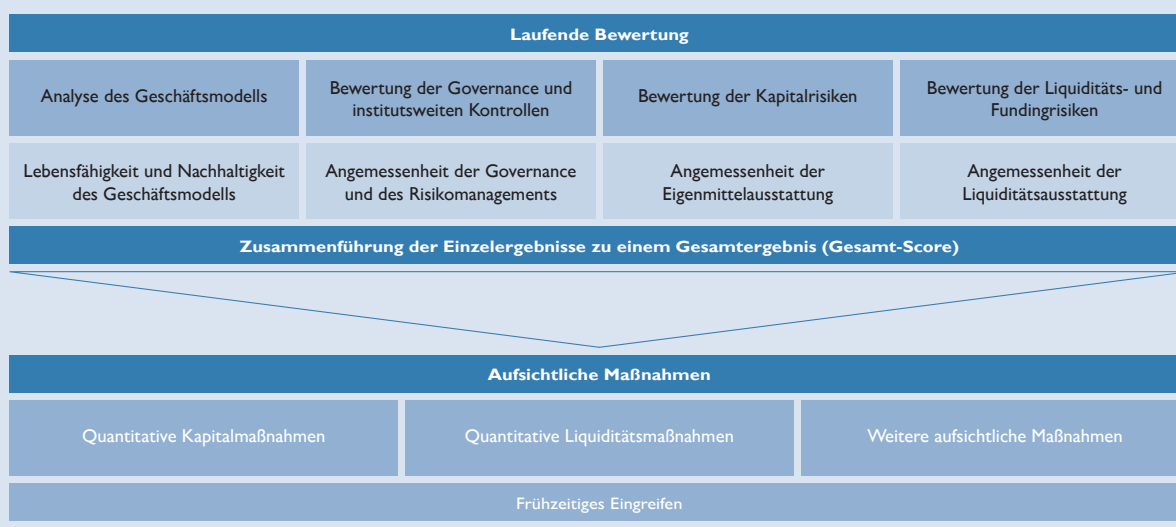 Laufende Bewertung
Analyse des Geschäftsmodells
Bewertung der Governance und
institutsweiten Kontrollen
Bewertung der Kapitalrisiken
Bewertung der Liquiditäts- und
Fundingrisiken
Lebensfähigkeit und Nachhaltigkeit
des Geschäftsmodells
Angemessenheit der Governance
und des Risikomanagements
Angemessenheit der
Eigenmittelausstattung
Angemessenheit der
Liquiditätsausstattung
Zusammenführung der Einzelergebnisse zu einem Gesamtergebnis (Gesamt-Score)
Aufsichtliche Maßnahmen
Quantitative Kapitalmaßnahmen
Quantitative Liquiditätsmaßnahmen
Weitere aufsichtliche Maßnahmen
Frühzeitiges Eingreifen